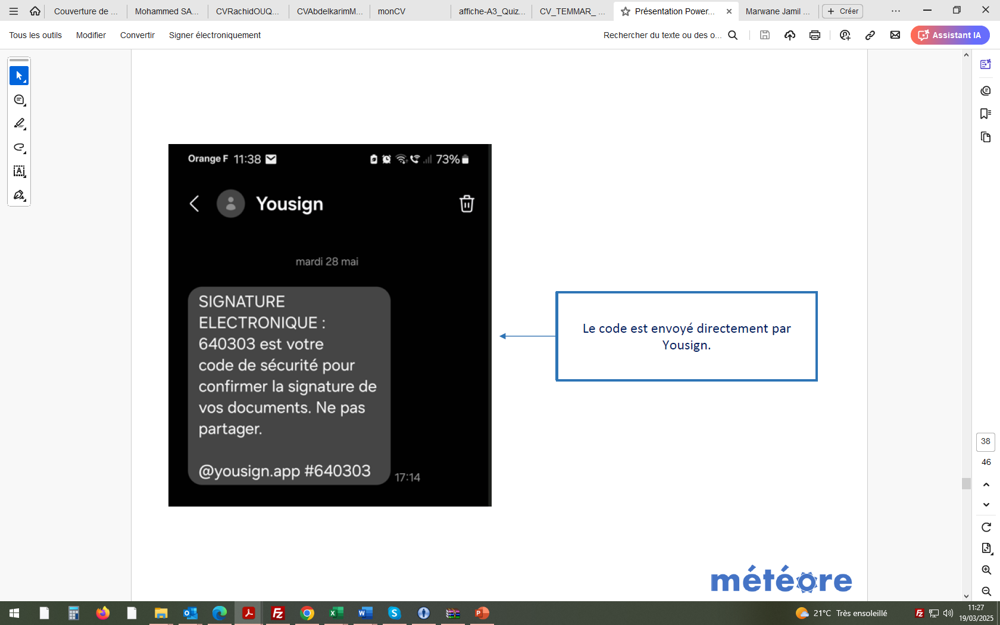 Couverture de ...
Mohammed SA...
CVRachidOUQ...
CVAbdelkarimM...
monCV
affiche-A3_Quiz...
CV_TEMMAR_ ...
Présentation Power...
Marwane Jamil ...
Créer
Tous les outils
Modifier
Convertir
Signer électroniquement
Rechercher du texte ou des o...
Assistant IA
Orange F 11:38
73%
Yousign
mardi 28 mai
SIGNATURE
ELECTRONIQUE :
640303 est votre
code de sécurité pour
confirmer la signature de
vos documents. Ne pas
partager.
@yousign.app #640303
17:14
Le code est envoyé directement par
Yousign.
38
46
météore
21°C Très ensoleillé
11:27
19/03/2025